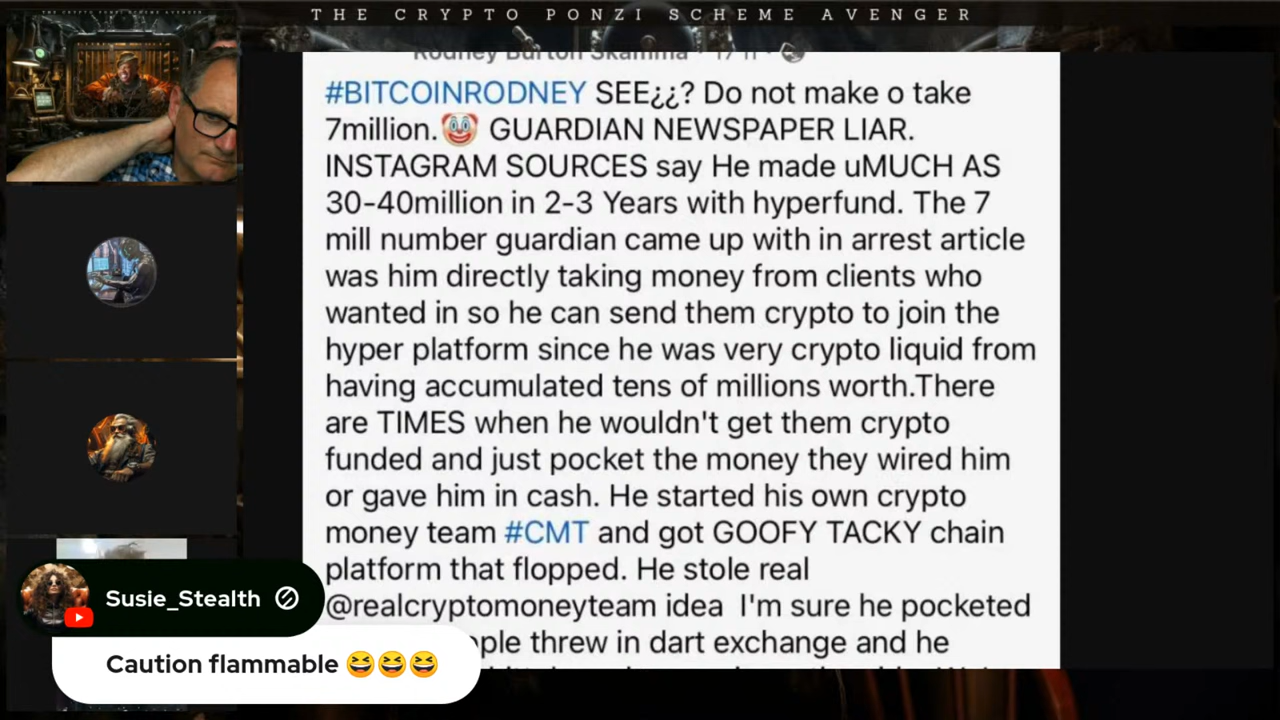 THE CRYPTO PONZI SCHEME AVENGER
Rodney Burton Skamma · 17 h ·
#BITCOINRODNEY SEE¿¿? Do not make o take
7million.🤡 GUARDIAN NEWSPAPER LIAR.
INSTAGRAM SOURCES say He made uMUCH AS
30-40million in 2-3 Years with hyperfund. The 7
mill number guardian came up with in arrest article
was him directly taking money from clients who
wanted in so he can send them crypto to join the
hyper platform since he was very crypto liquid from
having accumulated tens of millions worth.There
are TIMES when he wouldn't get them crypto
funded and just pocket the money they wired him
or gave him in cash. He started his own crypto
money team #CMT and got GOOFY TACKY chain
platform that flopped. He stole real
@realcryptomoneyteam idea  I'm sure he pocketed
threw in dart exchange and he
Susie_Stealth
Caution flammable 😆😆😆